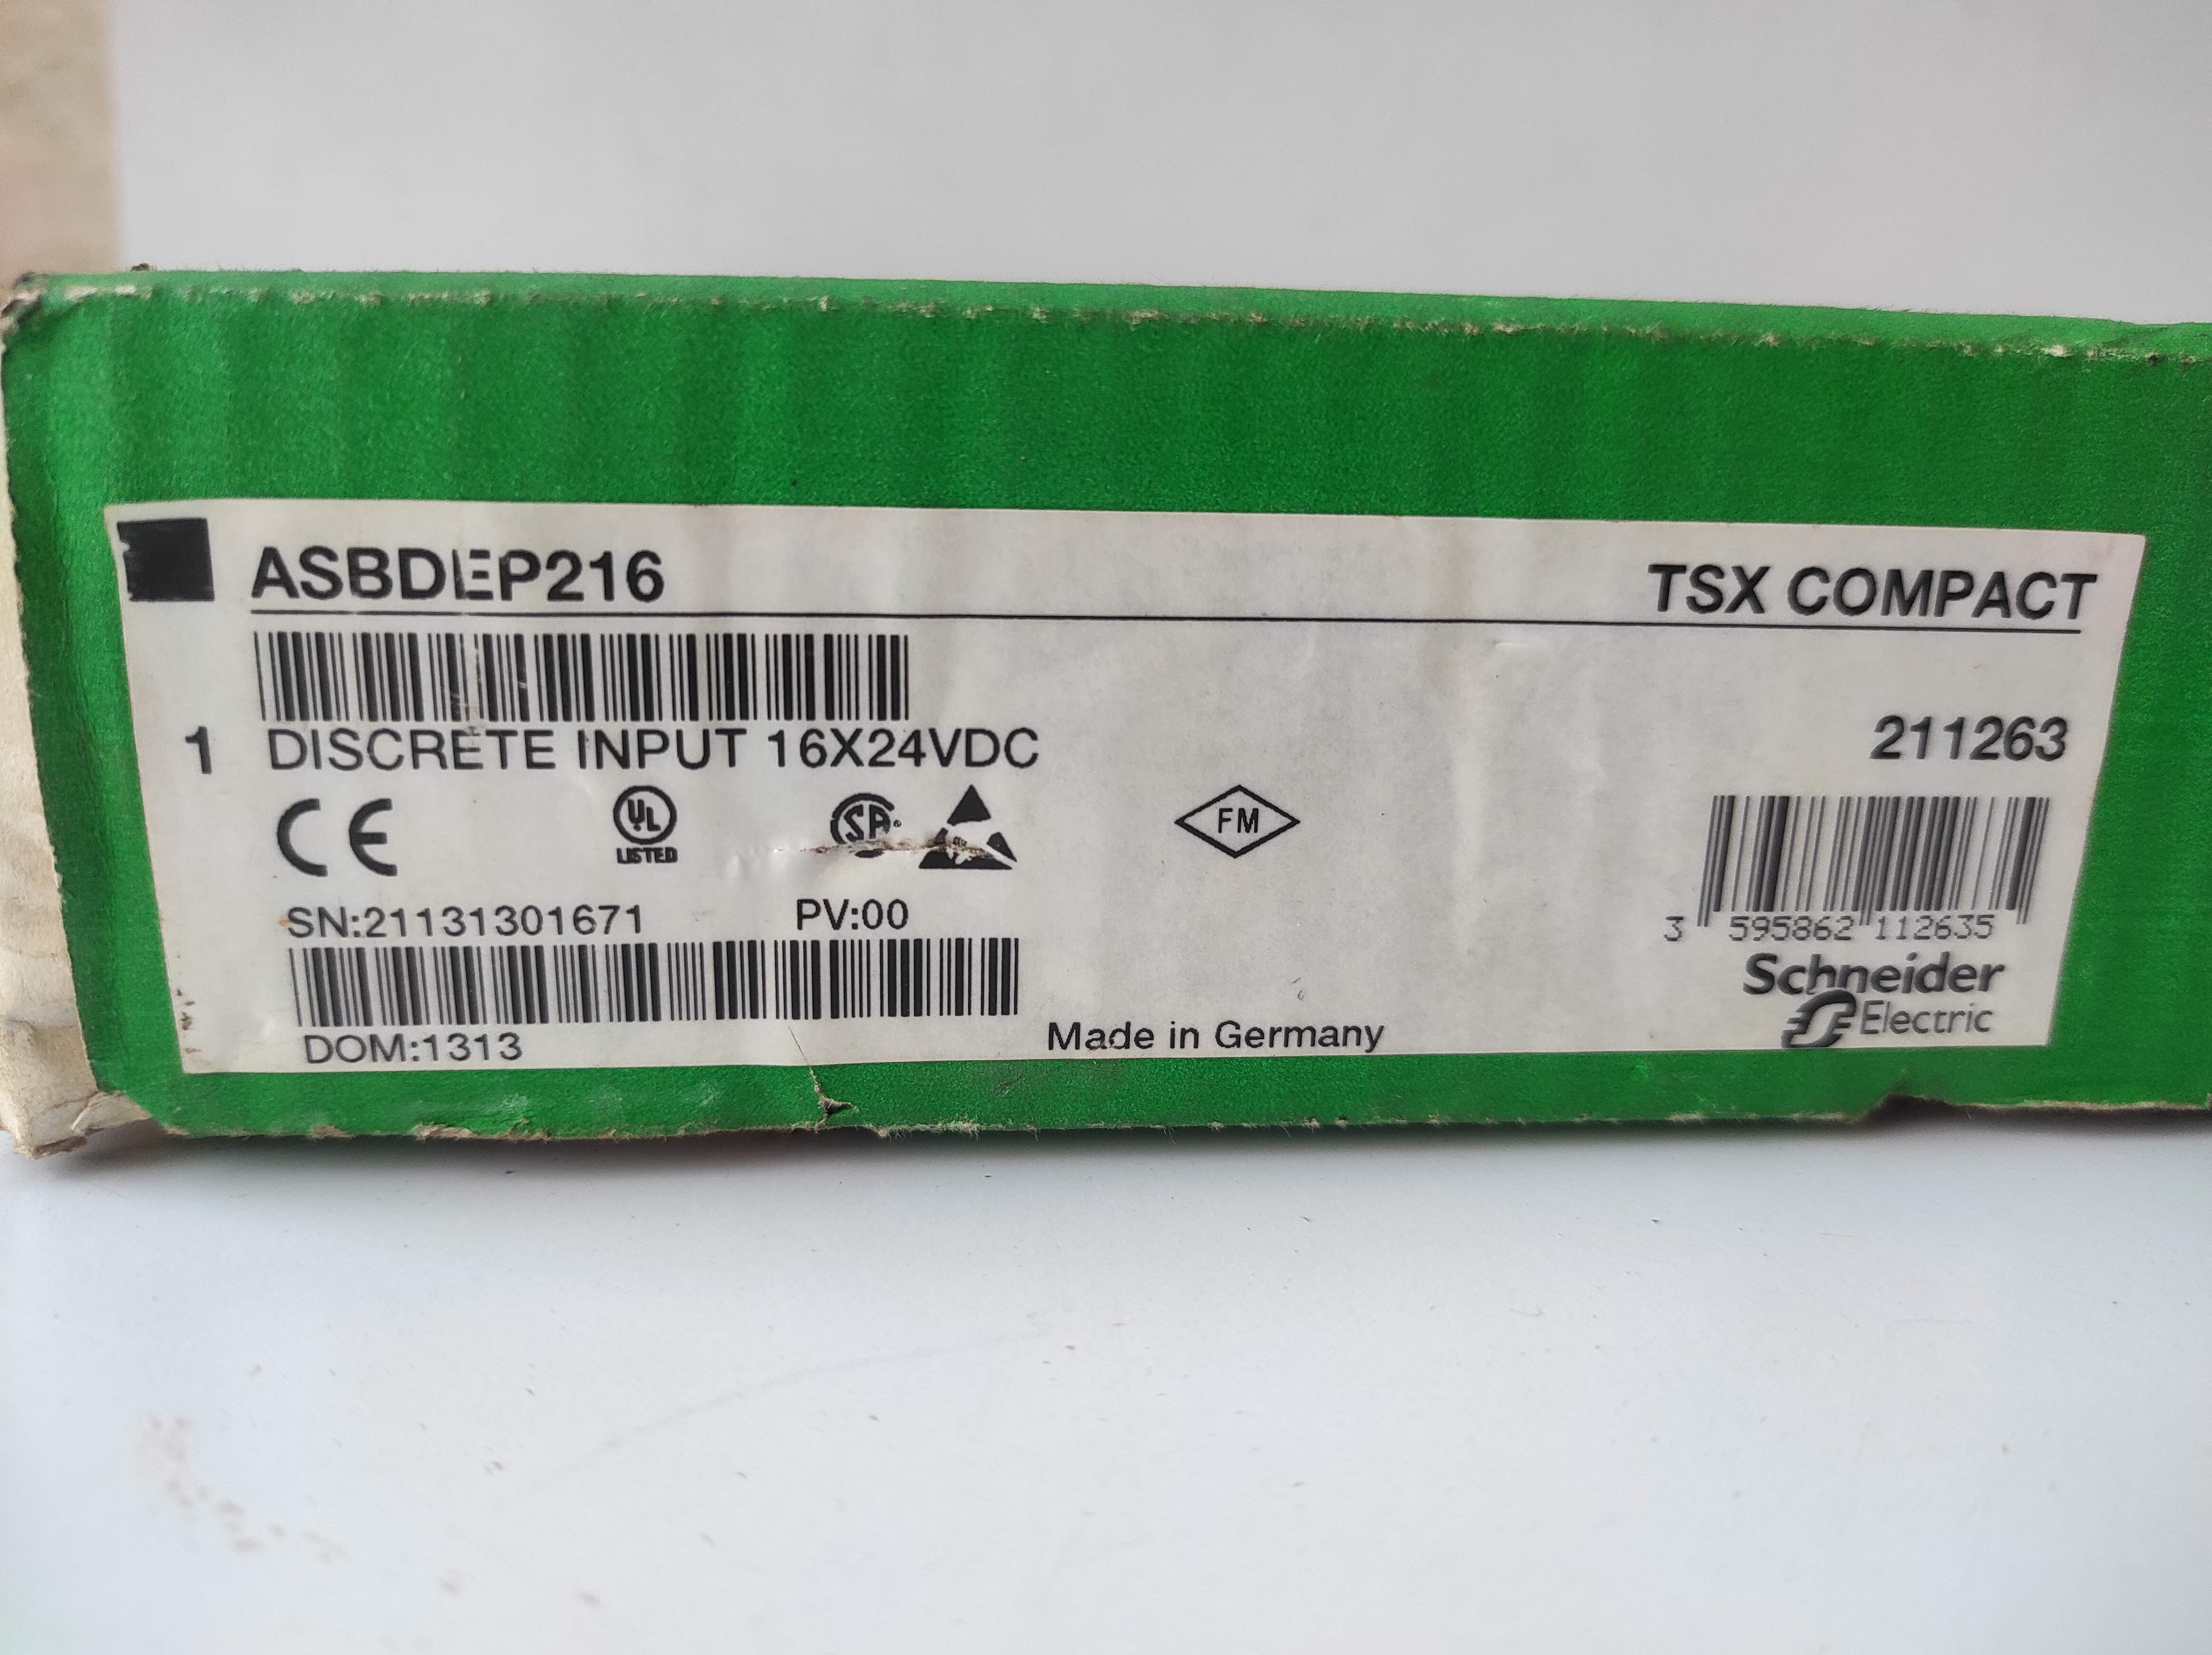 ASBDEP216
TSX COMPACT
1 DISCRETE INPUT 16X24VDC
211263
CE
UL
LISTED
SA
FM
3 595862 112635
SN:21131301671 PV:00
Schneider
Electric
DOM:1313
Made in Germany